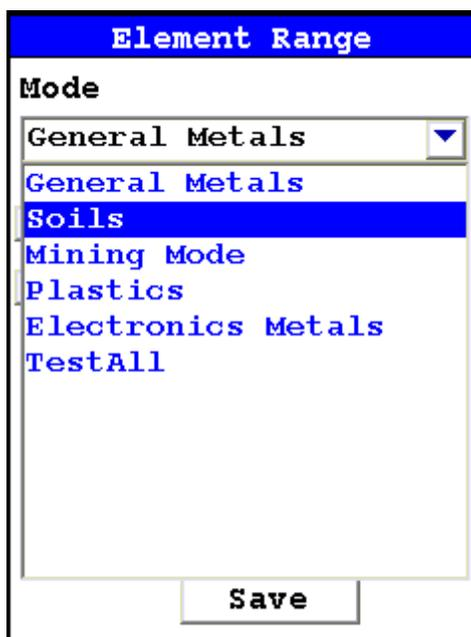 Element Range
Mode
General Metals
General Metals
Soils
Mining Mode
Plastics
Electronics Metals
TestAll
Save